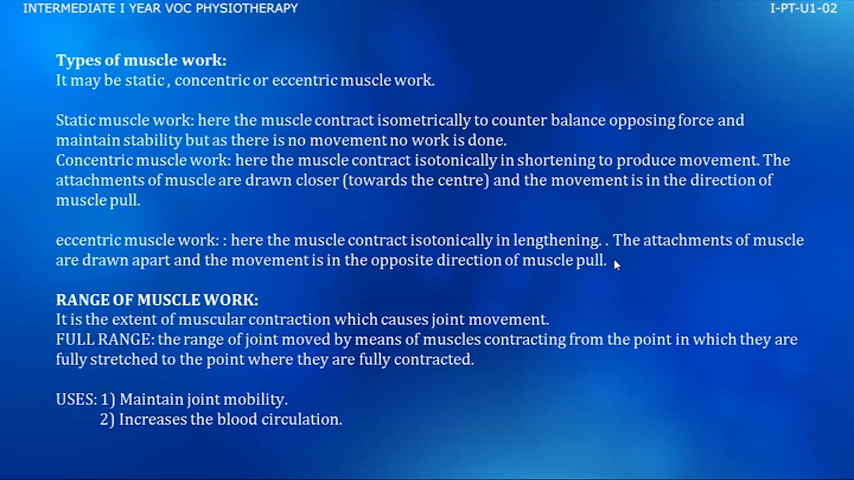 INTERMEDIATE I YEAR VOC PHYSIOTHERAPY
I-PT-U1-02
Types of muscle work:
It may be static , concentric or eccentric muscle work.
Static muscle work: here the muscle contract isometrically to counter balance opposing force and
maintain stability but as there is no movement no work is done.
Concentric muscle work: here the muscle contract isotonically in shortening to produce movement. The
attachments of muscle are drawn closer (towards the centre) and the movement is in the direction of
muscle pull.
eccentric muscle work: : here the muscle contract isotonically in lengthening. . The attachments of muscle
are drawn apart and the movement is in the opposite direction of muscle pull.
RANGE OF MUSCLE WORK:
It is the extent of muscular contraction which causes joint movement.
FULL RANGE: the range of joint moved by means of muscles contracting from the point in which they are
fully stretched to the point where they are fully contracted.
USES: 1) Maintain joint mobility.
2) Increases the blood circulation.